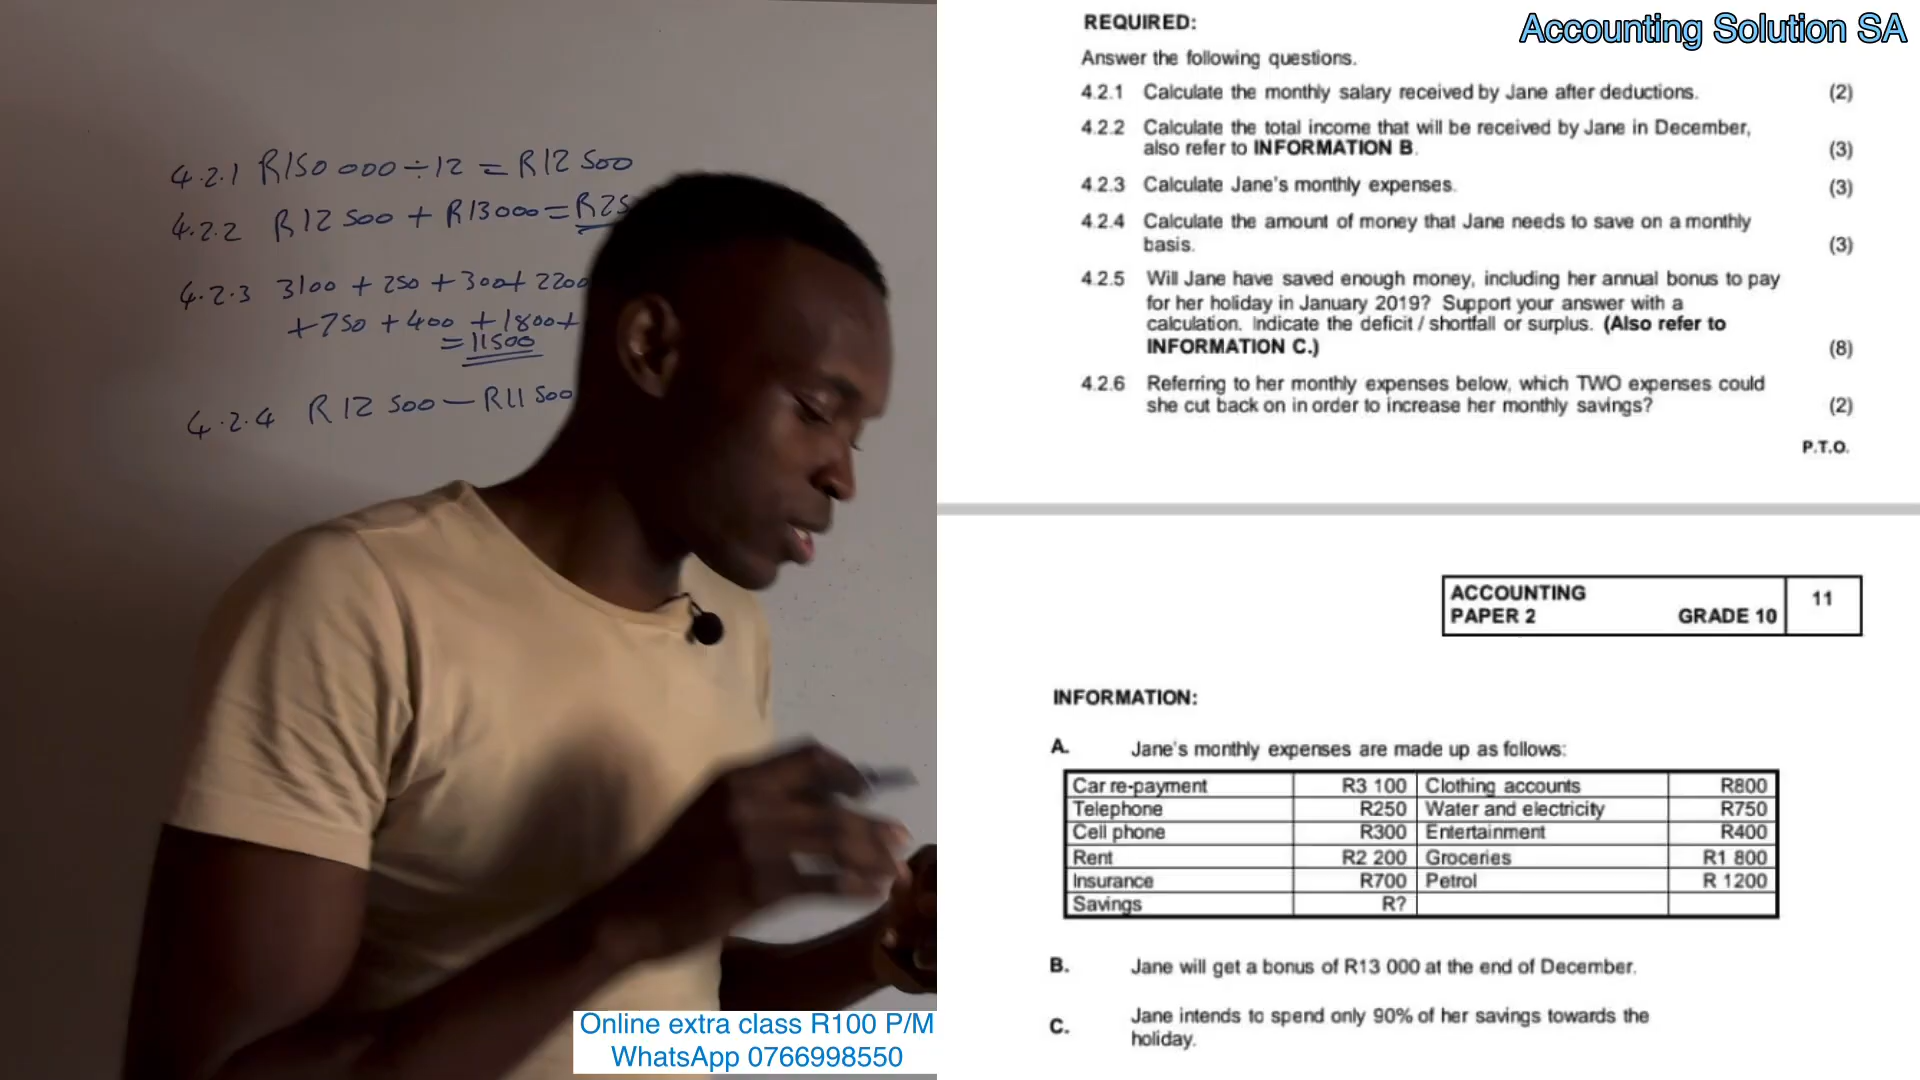 4.2.1 R150 000 ÷ 12 = R12 500
4.2.2 R12 500 + R13 000 = R25
4.2.3 3100 + 250 + 300 + 2200
+ 750 + 400 + 1800 +
= 11500
4.2.4 R12 500 — R11 500
Online extra class R100 P/M
WhatsApp 0766998550
Accounting Solution SA
REQUIRED:
Answer the following questions.
4.2.1 Calculate the monthly salary received by Jane after deductions. (2)
4.2.2 Calculate the total income that will be received by Jane in December,
also refer to INFORMATION B. (3)
4.2.3 Calculate Jane's monthly expenses. (3)
4.2.4 Calculate the amount of money that Jane needs to save on a monthly
basis. (3)
4.2.5 Will Jane have saved enough money, including her annual bonus to pay
for her holiday in January 2019? Support your answer with a
calculation. Indicate the deficit / shortfall or surplus. (Also refer to
INFORMATION C.) (8)
4.2.6 Referring to her monthly expenses below, which TWO expenses could
she cut back on in order to increase her monthly savings? (2)
P.T.O.
ACCOUNTING 11
PAPER 2 GRADE 10
INFORMATION:
A. Jane's monthly expenses are made up as follows:
Car re-payment R3 100 Clothing accounts R800
Telephone R250 Water and electricity R750
Cell phone R300 Entertainment R400
Rent R2 200 Groceries R1 800
Insurance R700 Petrol R 1200
Savings R?
B. Jane will get a bonus of R13 000 at the end of December.
C. Jane intends to spend only 90% of her savings towards the
holiday.